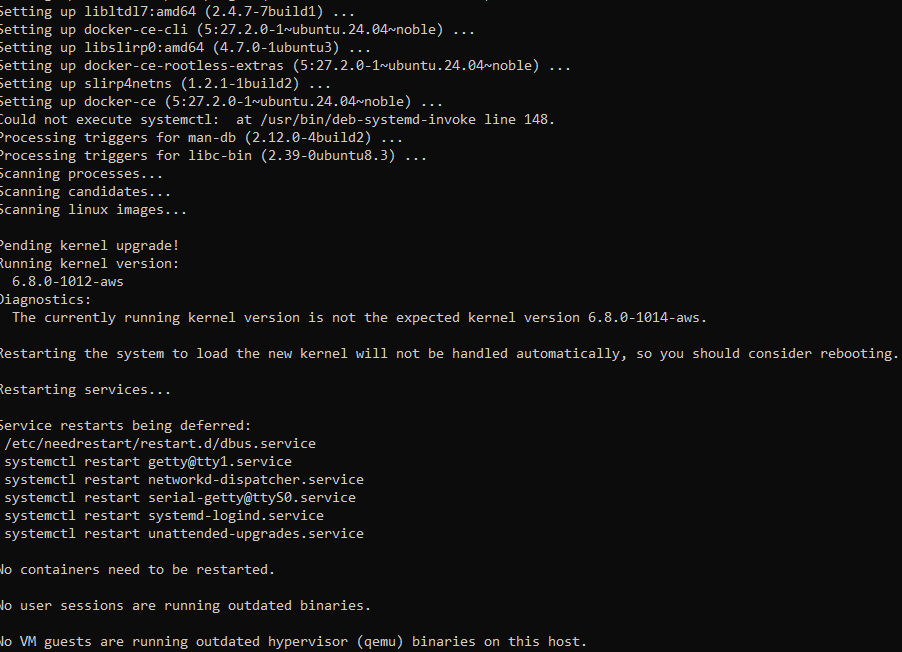 Setting up libltdl7:amd64 (2.4.7-7build1) ...
Setting up docker-ce-cli (5:27.2.0-1~ubuntu.24.04~noble) ...
Setting up libslirp0:amd64 (4.7.0-1ubuntu3) ...
Setting up docker-ce-rootless-extras (5:27.2.0-1~ubuntu.24.04~noble) ...
Setting up slirp4netns (1.2.1-1build2) ...
Setting up docker-ce (5:27.2.0-1~ubuntu.24.04~noble) ...
Could not execute systemctl:  at /usr/bin/deb-systemd-invoke line 148.
Processing triggers for man-db (2.12.0-4build2) ...
Processing triggers for libc-bin (2.39-0ubuntu8.3) ...
Scanning processes...
Scanning candidates...
Scanning linux images...

Pending kernel upgrade!
Running kernel version:
  6.8.0-1012-aws
Diagnostics:
  The currently running kernel version is not the expected kernel version 6.8.0-1014-aws.

Restarting the system to load the new kernel will not be handled automatically, so you should consider rebooting.

Restarting services...

Service restarts being deferred:
 /etc/needrestart/restart.d/dbus.service
 systemctl restart getty@tty1.service
 systemctl restart networkd-dispatcher.service
 systemctl restart serial-getty@ttyS0.service
 systemctl restart systemd-logind.service
 systemctl restart unattended-upgrades.service

No containers need to be restarted.

No user sessions are running outdated binaries.

No VM guests are running outdated hypervisor (qemu) binaries on this host.